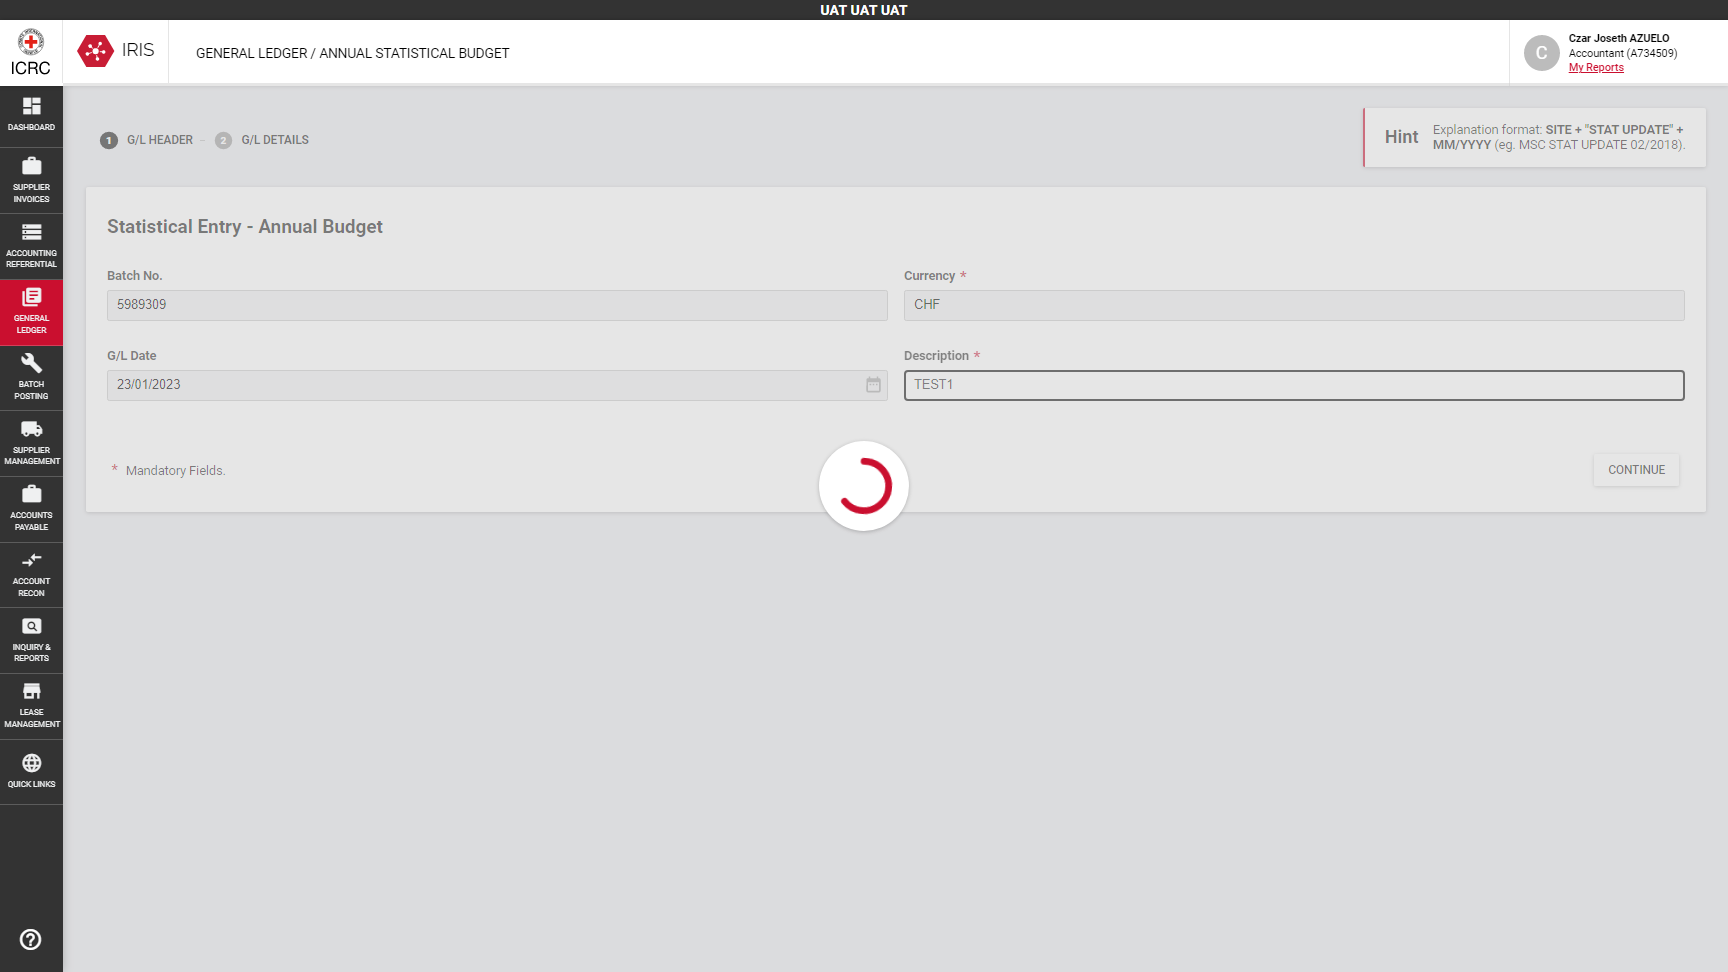 UAT UAT UAT
ICRC
IRIS
GENERAL LEDGER / ANNUAL STATISTICAL BUDGET
C
Czar Joseth AZUELO
Accountant (A734509)
My Reports
DASHBOARD
SUPPLIER
INVOICES
ACCOUNTING
REFERENTIAL
GENERAL
LEDGER
BATCH
POSTING
SUPPLIER
MANAGEMENT
ACCOUNTS
PAYABLE
ACCOUNT
RECON
INQUIRY &
REPORTS
LEASE
MANAGEMENT
QUICK LINKS
1 G/L HEADER - 2 G/L DETAILS
Hint
Explanation format: SITE + "STAT UPDATE" +
MM/YYYY (eg. MSC STAT UPDATE 02/2018).
Statistical Entry - Annual Budget
Batch No.
5989309
Currency *
CHF
G/L Date
23/01/2023
Description *
TEST1
* Mandatory Fields.
CONTINUE